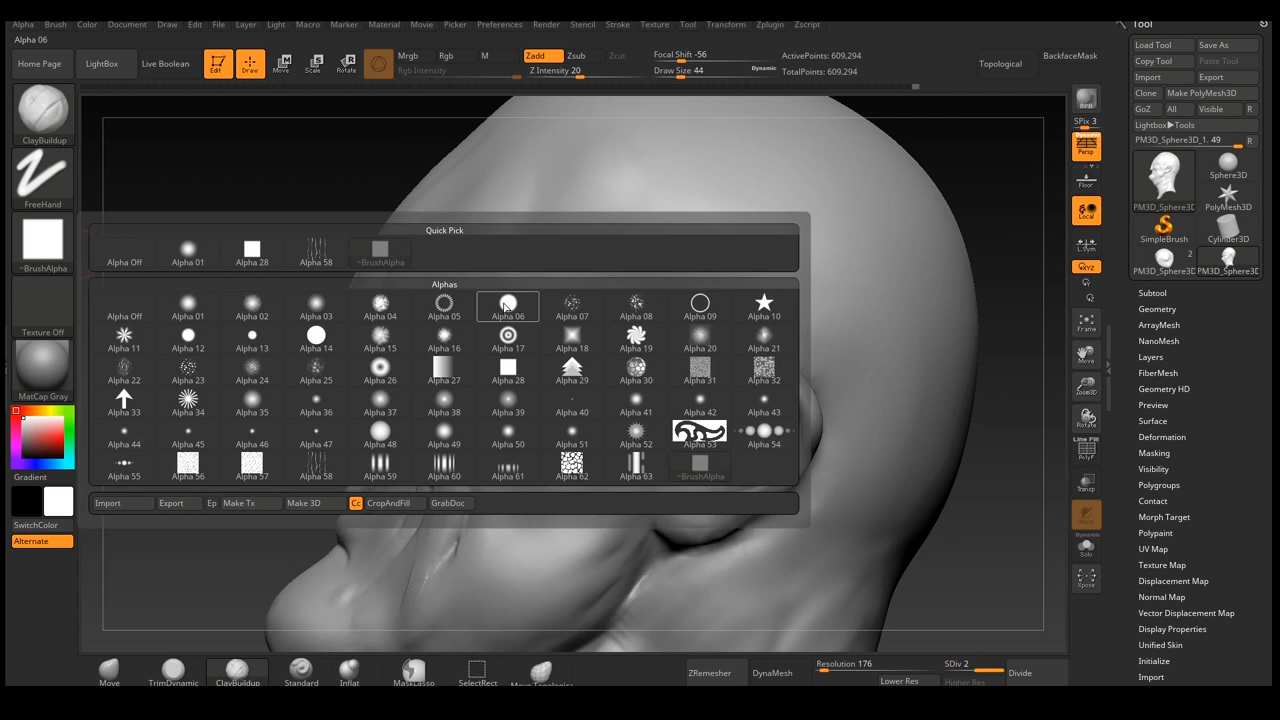 Alpha Brush Color Document Draw Edit File Layer Light Macro Marker Material Movie Picker Preferences Render Stencil Stroke Texture Tool Transform Zplugin Zscript
Tool
Alpha 06
Home Page LightBox Live Boolean Edit Draw Move Scale Rotate
Mrgb Rgb M
Rgb Intensity
Zadd Zsub Zcut
Z Intensity 20
Focal Shift -56
Draw Size 44 Dynamic
ActivePoints: 609,294
TotalPoints: 609,294
Topological
BackfaceMask
Load Tool Save As
Copy Tool Paste Tool
Import Export
Clone Make PolyMesh3D
GoZ All Visible R
Lightbox▶Tools
PM3D_Sphere3D_1. 49 R
PM3D_Sphere3D Sphere3D
PolyMesh3D
SimpleBrush Cylinder3D
2
PM3D_Sphere3D PM3D_Sphere3D
Subtool
Geometry
ArrayMesh
NanoMesh
Layers
FiberMesh
Geometry HD
Preview
Surface
Deformation
Masking
Visibility
Polygroups
Contact
Morph Target
Polypaint
UV Map
Texture Map
Displacement Map
Normal Map
Vector Displacement Map
Display Properties
Unified Skin
Initialize
Import
ClayBuildup
FreeHand
~BrushAlpha
Texture Off
MatCap Gray
Gradient
SwitchColor
Alternate
Quick Pick
Alpha Off Alpha 01 Alpha 28 Alpha 58 ~BrushAlpha
Alphas
Alpha Off Alpha 01 Alpha 02 Alpha 03 Alpha 04 Alpha 05 Alpha 06 Alpha 07 Alpha 08 Alpha 09 Alpha 10
Alpha 11 Alpha 12 Alpha 13 Alpha 14 Alpha 15 Alpha 16 Alpha 17 Alpha 18 Alpha 19 Alpha 20 Alpha 21
Alpha 22 Alpha 23 Alpha 24 Alpha 25 Alpha 26 Alpha 27 Alpha 28 Alpha 29 Alpha 30 Alpha 31 Alpha 32
Alpha 33 Alpha 34 Alpha 35 Alpha 36 Alpha 37 Alpha 38 Alpha 39 Alpha 40 Alpha 41 Alpha 42 Alpha 43
Alpha 44 Alpha 45 Alpha 46 Alpha 47 Alpha 48 Alpha 49 Alpha 50 Alpha 51 Alpha 52 Alpha 53 Alpha 54
Alpha 55 Alpha 56 Alpha 57 Alpha 58 Alpha 59 Alpha 60 Alpha 61 Alpha 62 Alpha 63 ~BrushAlpha
Import Export Ep Make Tx Make 3D Cc CropAndFill GrabDoc
BPR
SPix 3
Dynamic
Persp
Floor
Local
L.Sym
XYZ
Frame
Move
Zoom3D
Rotate
Line Fill
PolyF
Transp
Dynamic
Solo
Xpose
Move TrimDynamic ClayBuildup Standard Inflat MaskLasso SelectRect Move Topologica
ZRemesher DynaMesh
Resolution 176
SDiv 2
Lower Res Higher Res
Divide